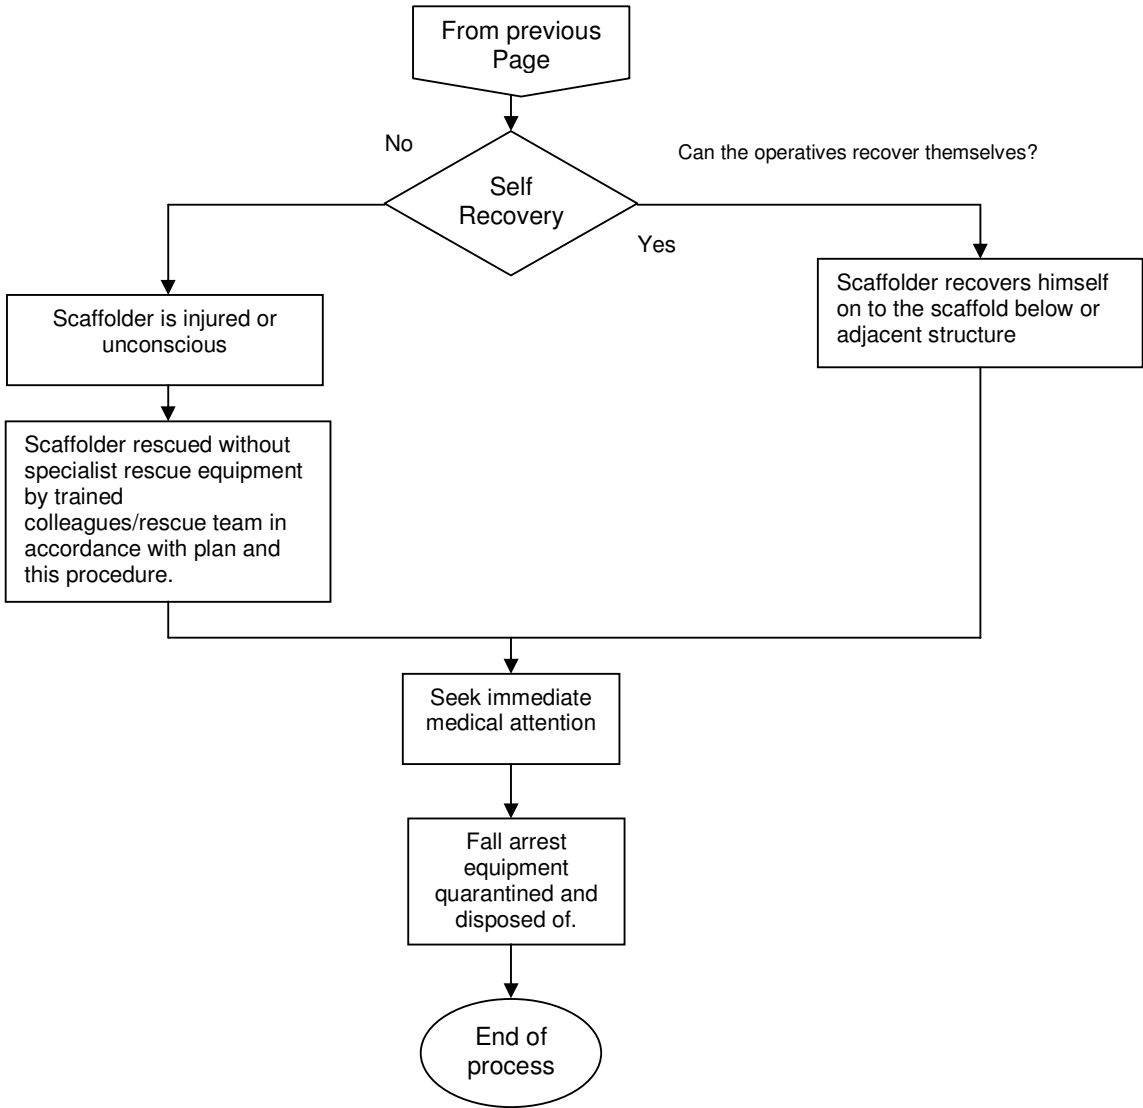 From previous
Page
No
Can the operatives recover themselves?
Self
Recovery
Yes
Scaffolder recovers himself
on to the scaffold below or
adjacent structure
Scaffolder is injured or
unconscious
Scaffolder rescued without
specialist rescue equipment
by trained
colleagues/rescue team in
accordance with plan and
this procedure.
Seek immediate
medical attention
Fall arrest
equipment
quarantined and
disposed of.
End of
process